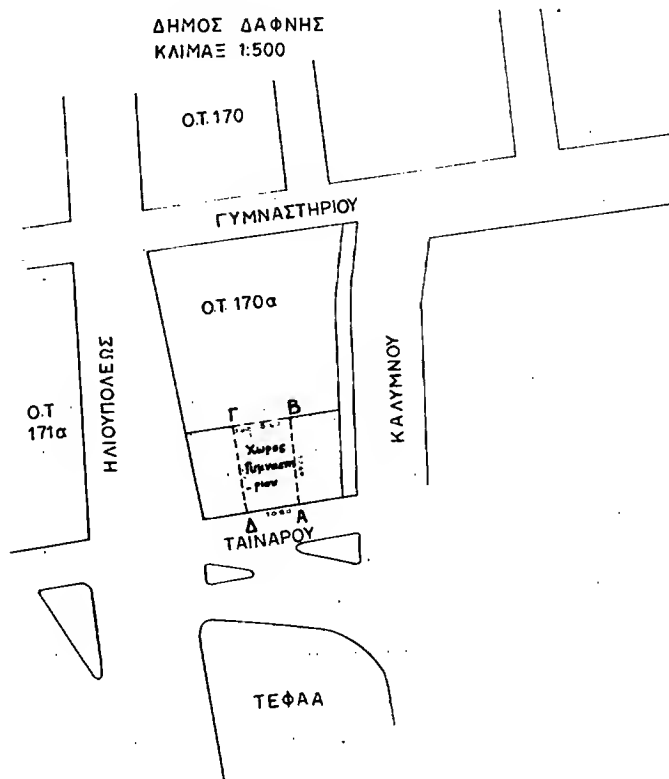 ΔΗΜΟΣ ΔΑΦΝΗΣ
ΚΛΙΜΑΞ 1:500
Ο.Τ. 170
ΓΥΜΝΑΣΤΗΡΙΟΥ
Ο.Τ. 170α
ΗΛΙΟΥΠΟΛΕΩΣ
ΚΑΛΥΜΝΟΥ
Ο.Τ
171α
Γ
Β
Χωρος
Γυμναστη
-ριου
Δ
Α
ΤΑΙΝΑΡΟΥ
ΤΕΦΑΑ